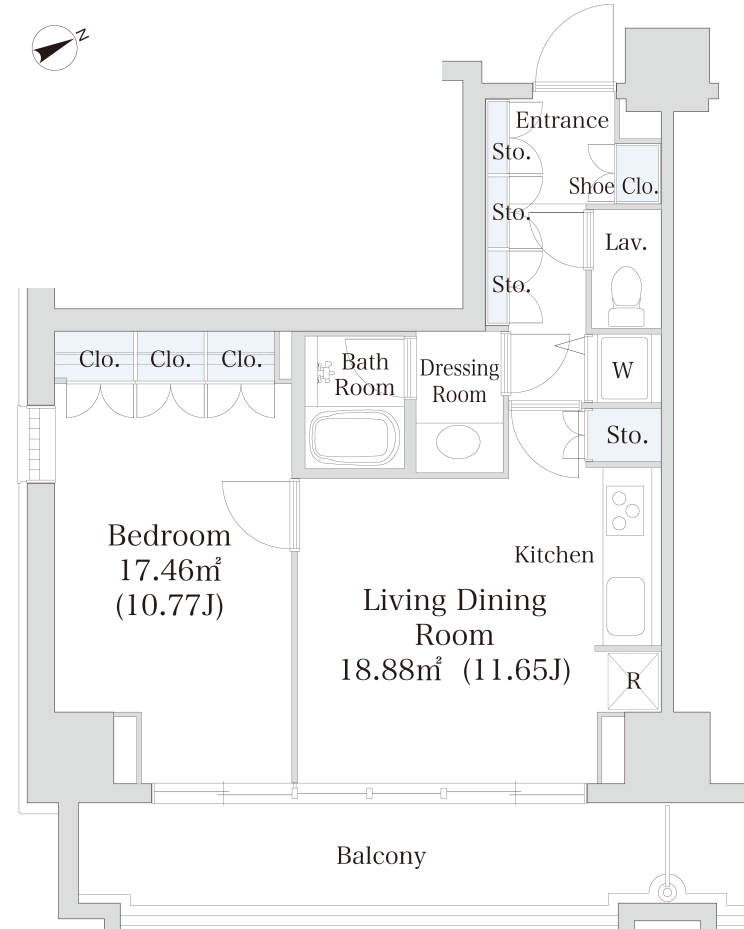 N
Entrance
Sto.
Shoe Clo.
Sto.
Lav.
Sto.
Clo.
Clo.
Clo.
Bath
Room
Dressing
Room
W
Sto.
Bedroom
17.46㎡
(10.77J)
Kitchen
Living Dining
Room
18.88㎡ (11.65J)
R
Balcony